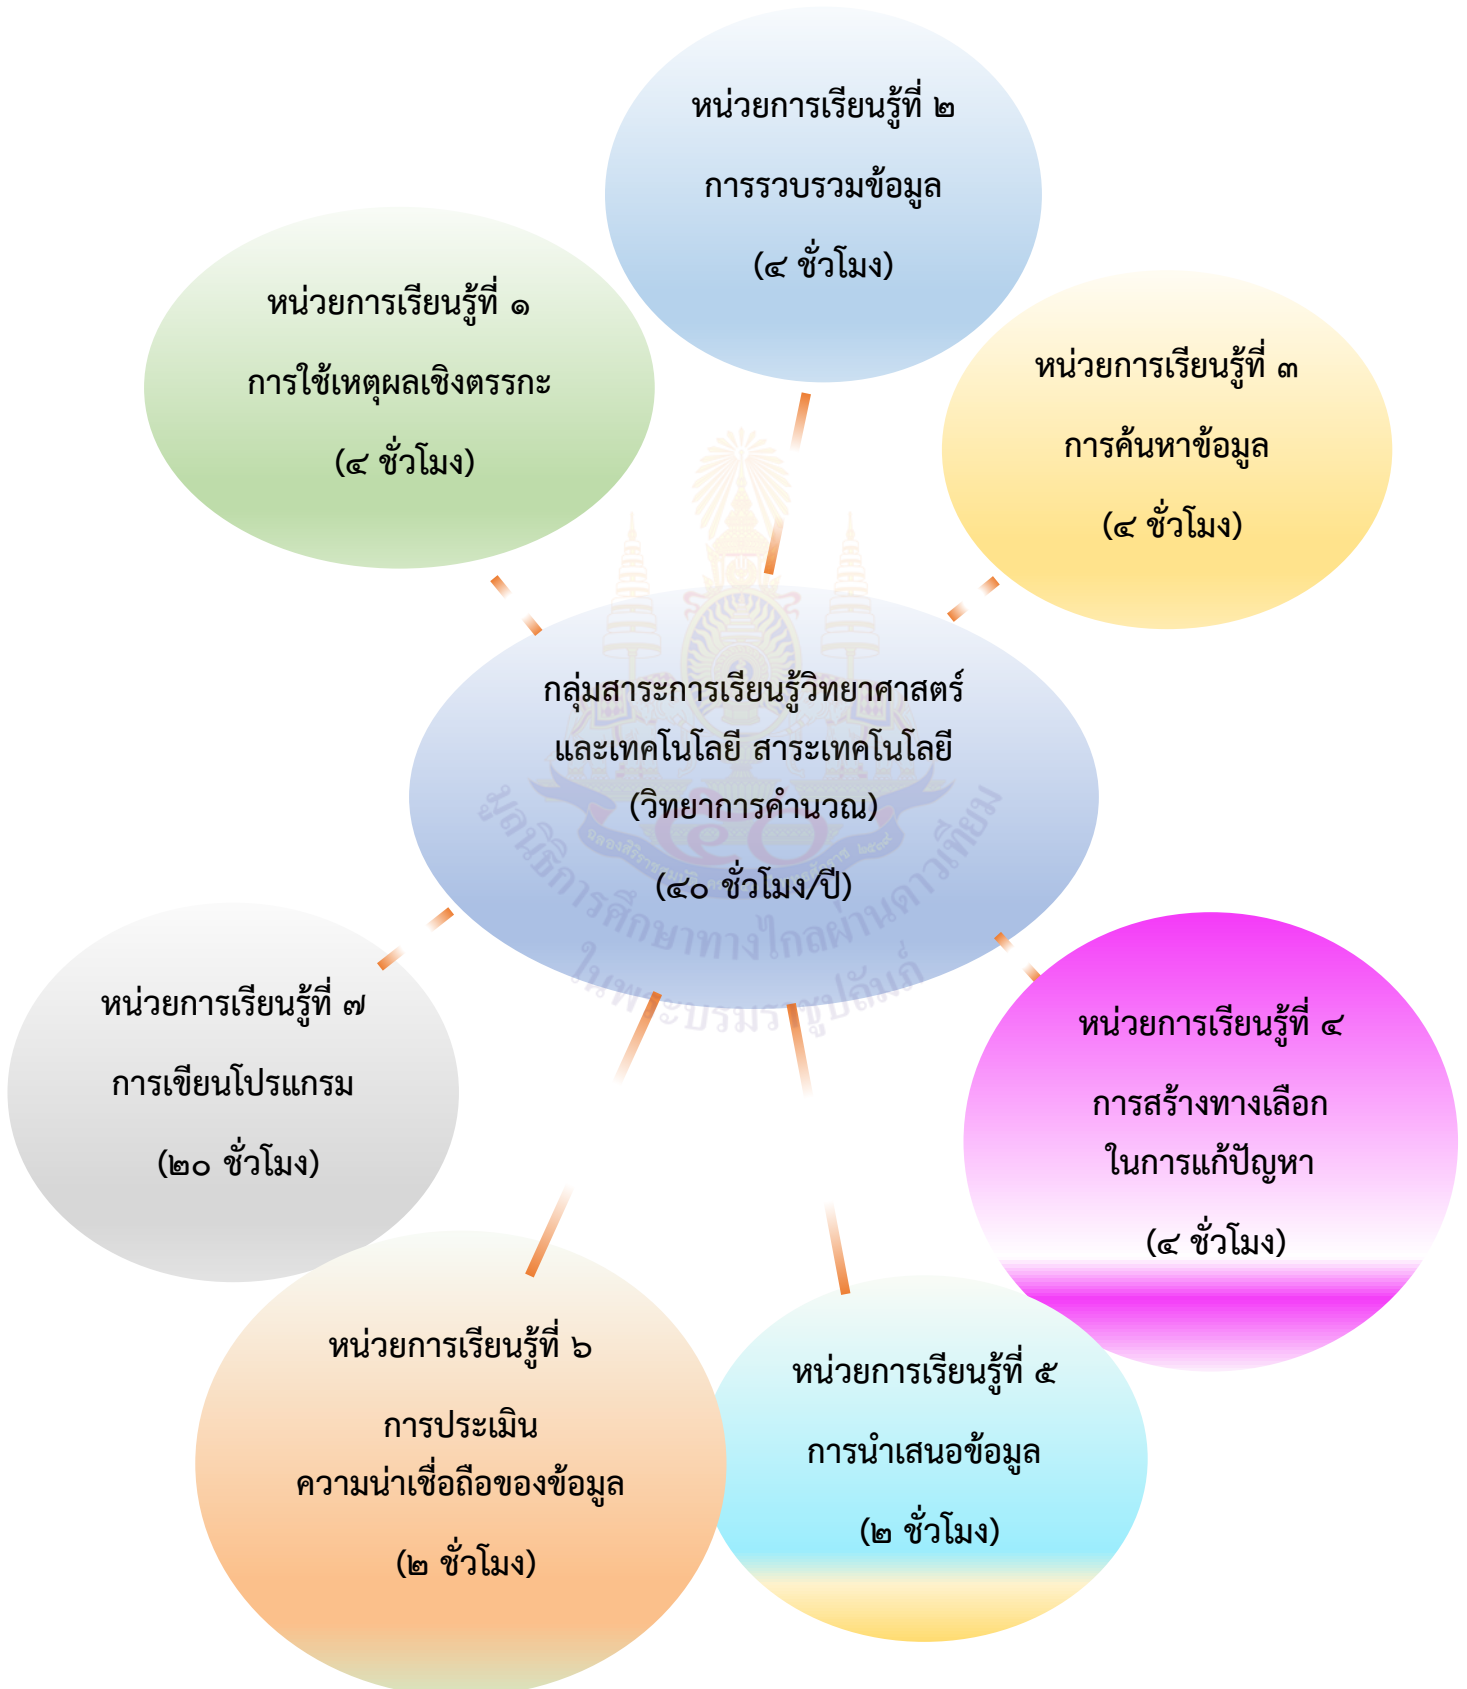 หน่วยการเรียนรู้ที่ ๑
การใช้เหตุผลเชิงตรรกะ
(๔ ชั่วโมง)
หน่วยการเรียนรู้ที่ ๒
การรวบรวมข้อมูล
(๔ ชั่วโมง)
หน่วยการเรียนรู้ที่ ๓
การค้นหาข้อมูล
(๔ ชั่วโมง)
กลุ่มสาระการเรียนรู้วิทยาศาสตร์
และเทคโนโลยี สาระเทคโนโลยี
(วิทยาการคำนวณ)
(๔๐ ชั่วโมง/ปี)
หน่วยการเรียนรู้ที่ ๔
การสร้างทางเลือก
ในการแก้ปัญหา
(๔ ชั่วโมง)
หน่วยการเรียนรู้ที่ ๕
การนำเสนอข้อมูล
(๒ ชั่วโมง)
หน่วยการเรียนรู้ที่ ๖
การประเมิน
ความน่าเชื่อถือของข้อมูล
(๒ ชั่วโมง)
หน่วยการเรียนรู้ที่ ๗
การเขียนโปรแกรม
(๒๐ ชั่วโมง)
มูลนิธิการศึกษาทางไกลผ่านดาวเทียม
ในพระบรมราชูปถัมภ์